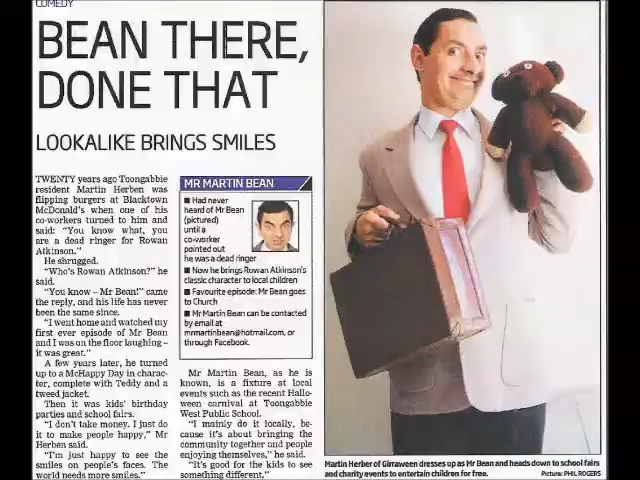 COMEDY
BEAN THERE,
DONE THAT
LOOKALIKE BRINGS SMILES
TWENTY years ago Toongabbie
resident Martin Herben was
flipping burgers at Blacktown
McDonald's when one of his
co-workers turned to him and
said: "You know what, you
are a dead ringer for Rowan
Atkinson."
He shrugged.
"Who's Rowan Atkinson?" he
said.
"You know – Mr Bean!" came
the reply, and his life has never
been the same since.
"I went home and watched my
first ever episode of Mr Bean
and I was on the floor laughing –
it was great."
A few years later, he turned
up to a McHappy Day in charac-
ter, complete with Teddy and a
tweed jacket.
Then it was kids' birthday
parties and school fairs.
"I don't take money. I just do
it to make people happy," Mr
Herben said.
"I'm just happy to see the
smiles on people's faces. The
world needs more smiles."
MR MARTIN BEAN
■ Had never
heard of Mr Bean
(pictured)
until a
co-worker
pointed out
he was a dead ringer
■ Now he brings Rowan Atkinson's
classic character to local children
■ Favourite episode: Mr Bean goes
to Church
■ Mr Martin Bean can be contacted
by email at
mrmartinbean@hotmail.com, or
through Facebook.
Mr Martin Bean, as he is
known, is a fixture at local
events such as the recent Hallo-
ween carnival at Toongabbie
West Public School.
"I mainly do it locally, be-
cause it's about bringing the
community together and people
enjoying themselves," he said.
"It's good for the kids to see
something different."
Martin Herber of Girraween dresses up as Mr Bean and heads down to school fairs
and charity events to entertain children for free.
Picture: PHIL ROGERS